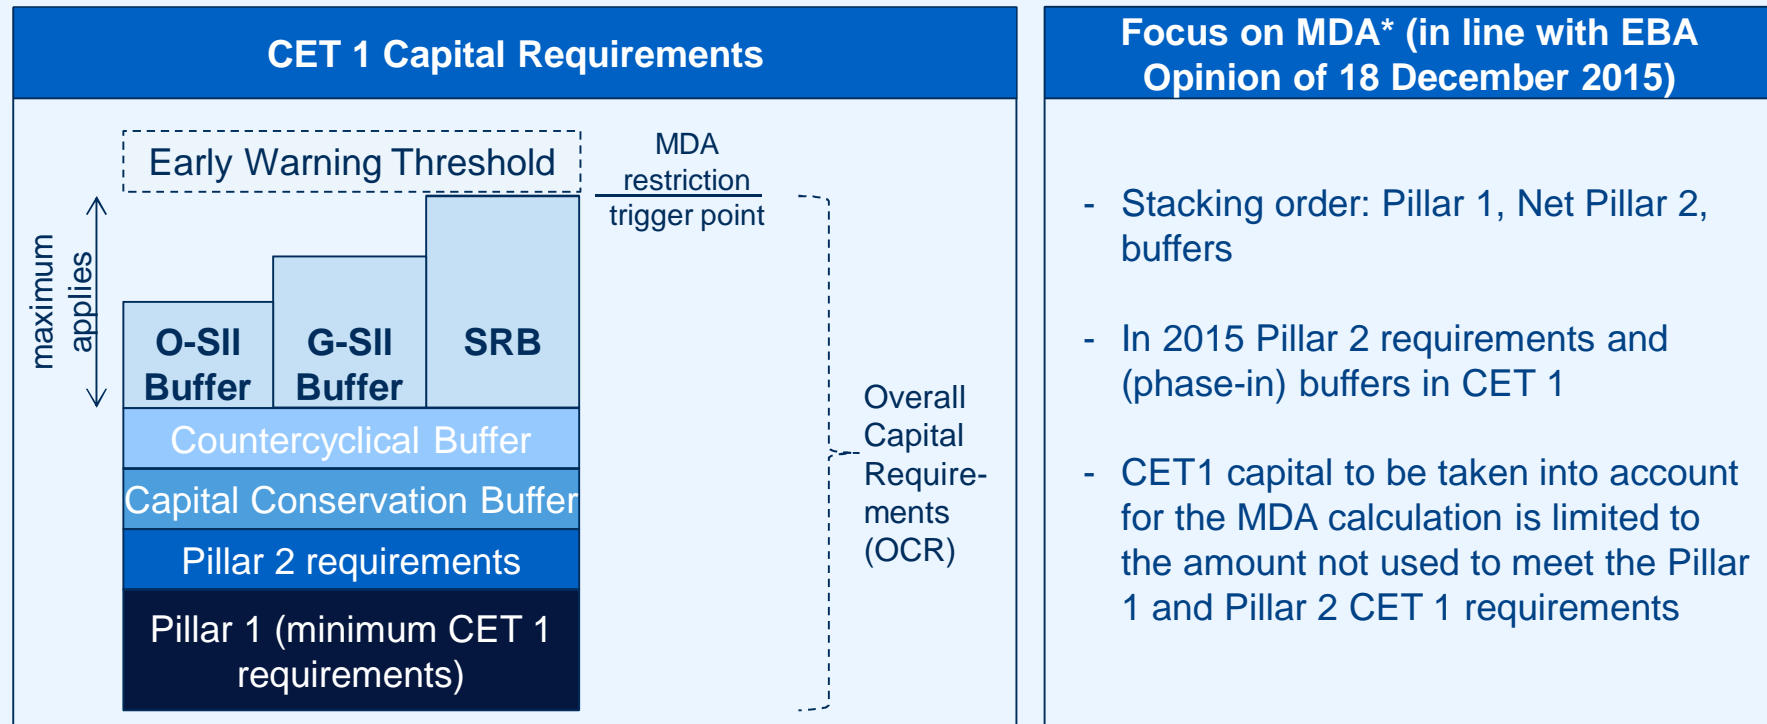 CET 1 Capital Requirements
Early Warning Threshold
MDA
restriction
trigger point
maximum
applies
O-SII
Buffer
G-SII
Buffer
SRB
Countercyclical Buffer
Capital Conservation Buffer
Pillar 2 requirements
Pillar 1 (minimum CET 1
requirements)
Overall
Capital
Require-
ments
(OCR)
Focus on MDA* (in line with EBA
Opinion of 18 December 2015)
- Stacking order: Pillar 1, Net Pillar 2,
buffers
- In 2015 Pillar 2 requirements and
(phase-in) buffers in CET 1
- CET1 capital to be taken into account
for the MDA calculation is limited to
the amount not used to meet the Pillar
1 and Pillar 2 CET 1 requirements